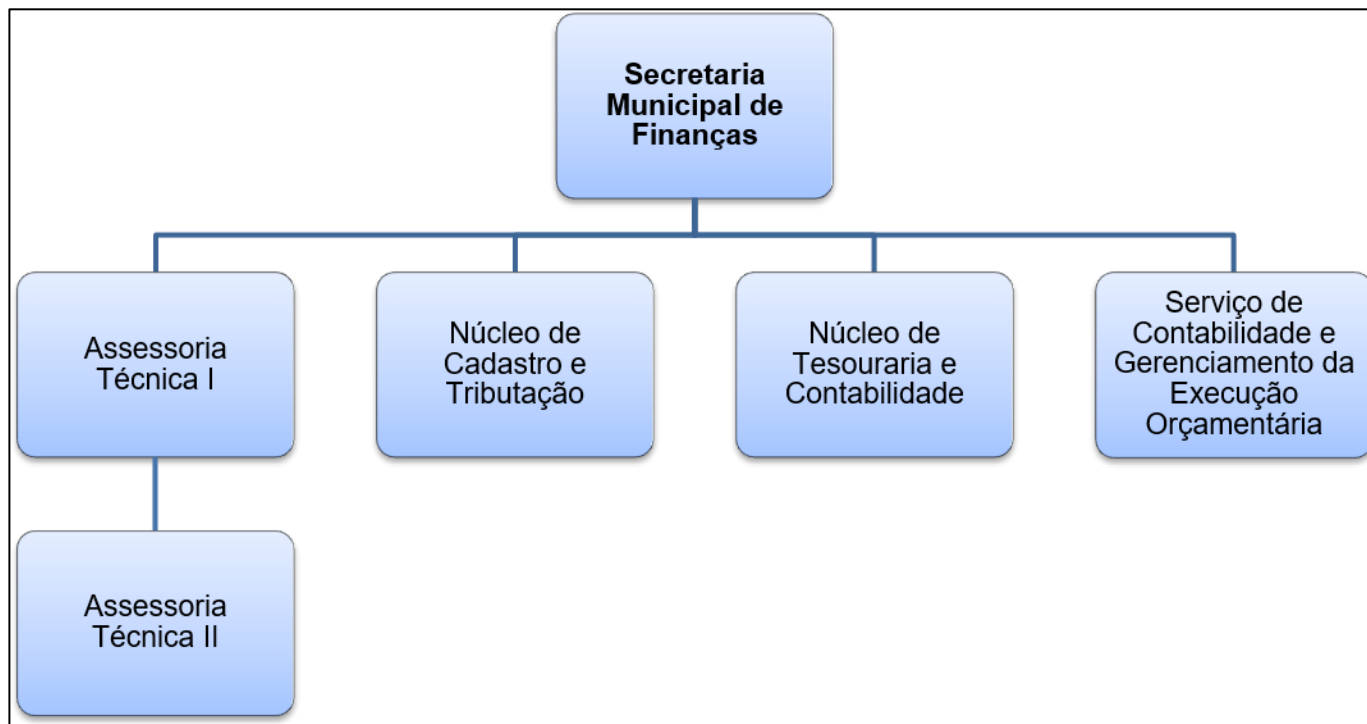 Secretaria
Municipal de
Finanças
Assessoria
Técnica I
Núcleo de
Cadastro e
Tributação
Núcleo de
Tesouraria e
Contabilidade
Serviço de
Contabilidade e
Gerenciamento da
Execução
Orçamentária
Assessoria
Técnica II